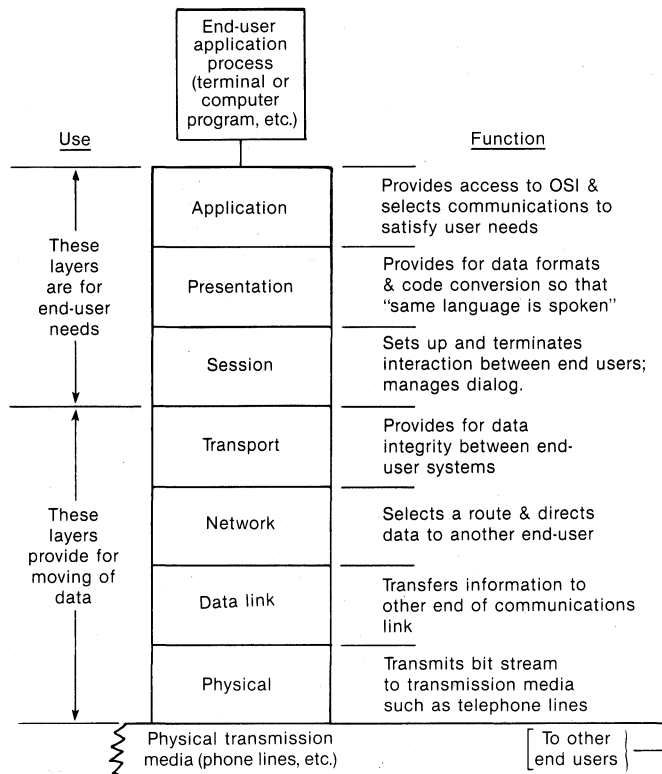 End-user
application
process
(terminal or
computer
program, etc.)
Use
Function
Application
Provides access to OSI &
selects communications to
satisfy user needs
These
layers
are for
end-user
needs
Presentation
Provides for data formats
& code conversion so that
“same language is spoken”
Session
Sets up and terminates
interaction between end users;
manages dialog.
Transport
Provides for data
integrity between end-
user systems
These
layers
provide for
moving of
data
Network
Selects a route & directs
data to another end-user
Data link
Transfers information to
other end of communications
link
Physical
Transmits bit stream
to transmission media
such as telephone lines
Physical transmission
media (phone lines, etc.)
To other
end users